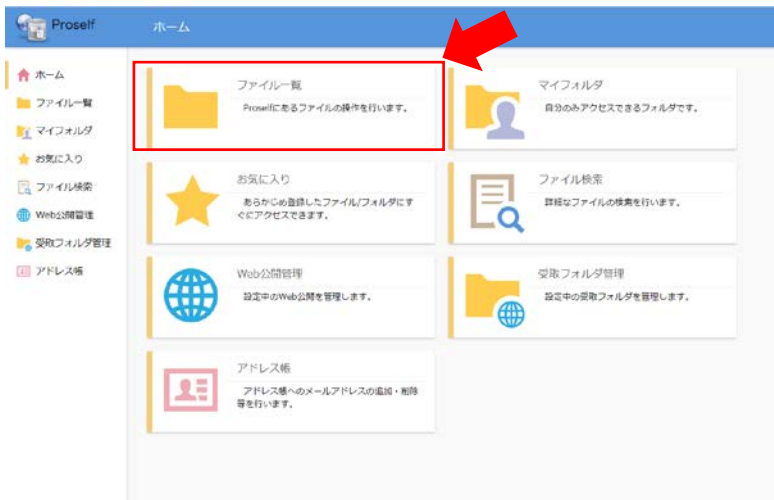 Proself
ホーム
ホーム
ファイル一覧
マイフォルダ
お気に入り
ファイル検索
Web公開管理
受取フォルダ管理
アドレス帳
ファイル一覧
Proselfにあるファイルの操作を行います。
マイフォルダ
自分のみアクセスできるフォルダです。
お気に入り
あらかじめ登録したファイル/フォルダにす
ぐにアクセスできます。
ファイル検索
詳細なファイルの検索を行います。
Web公開管理
設定中のWeb公開を管理します。
受取フォルダ管理
設定中の受取フォルダを管理します。
アドレス帳
アドレス帳へのメールアドレスの追加・削除
等を行います。